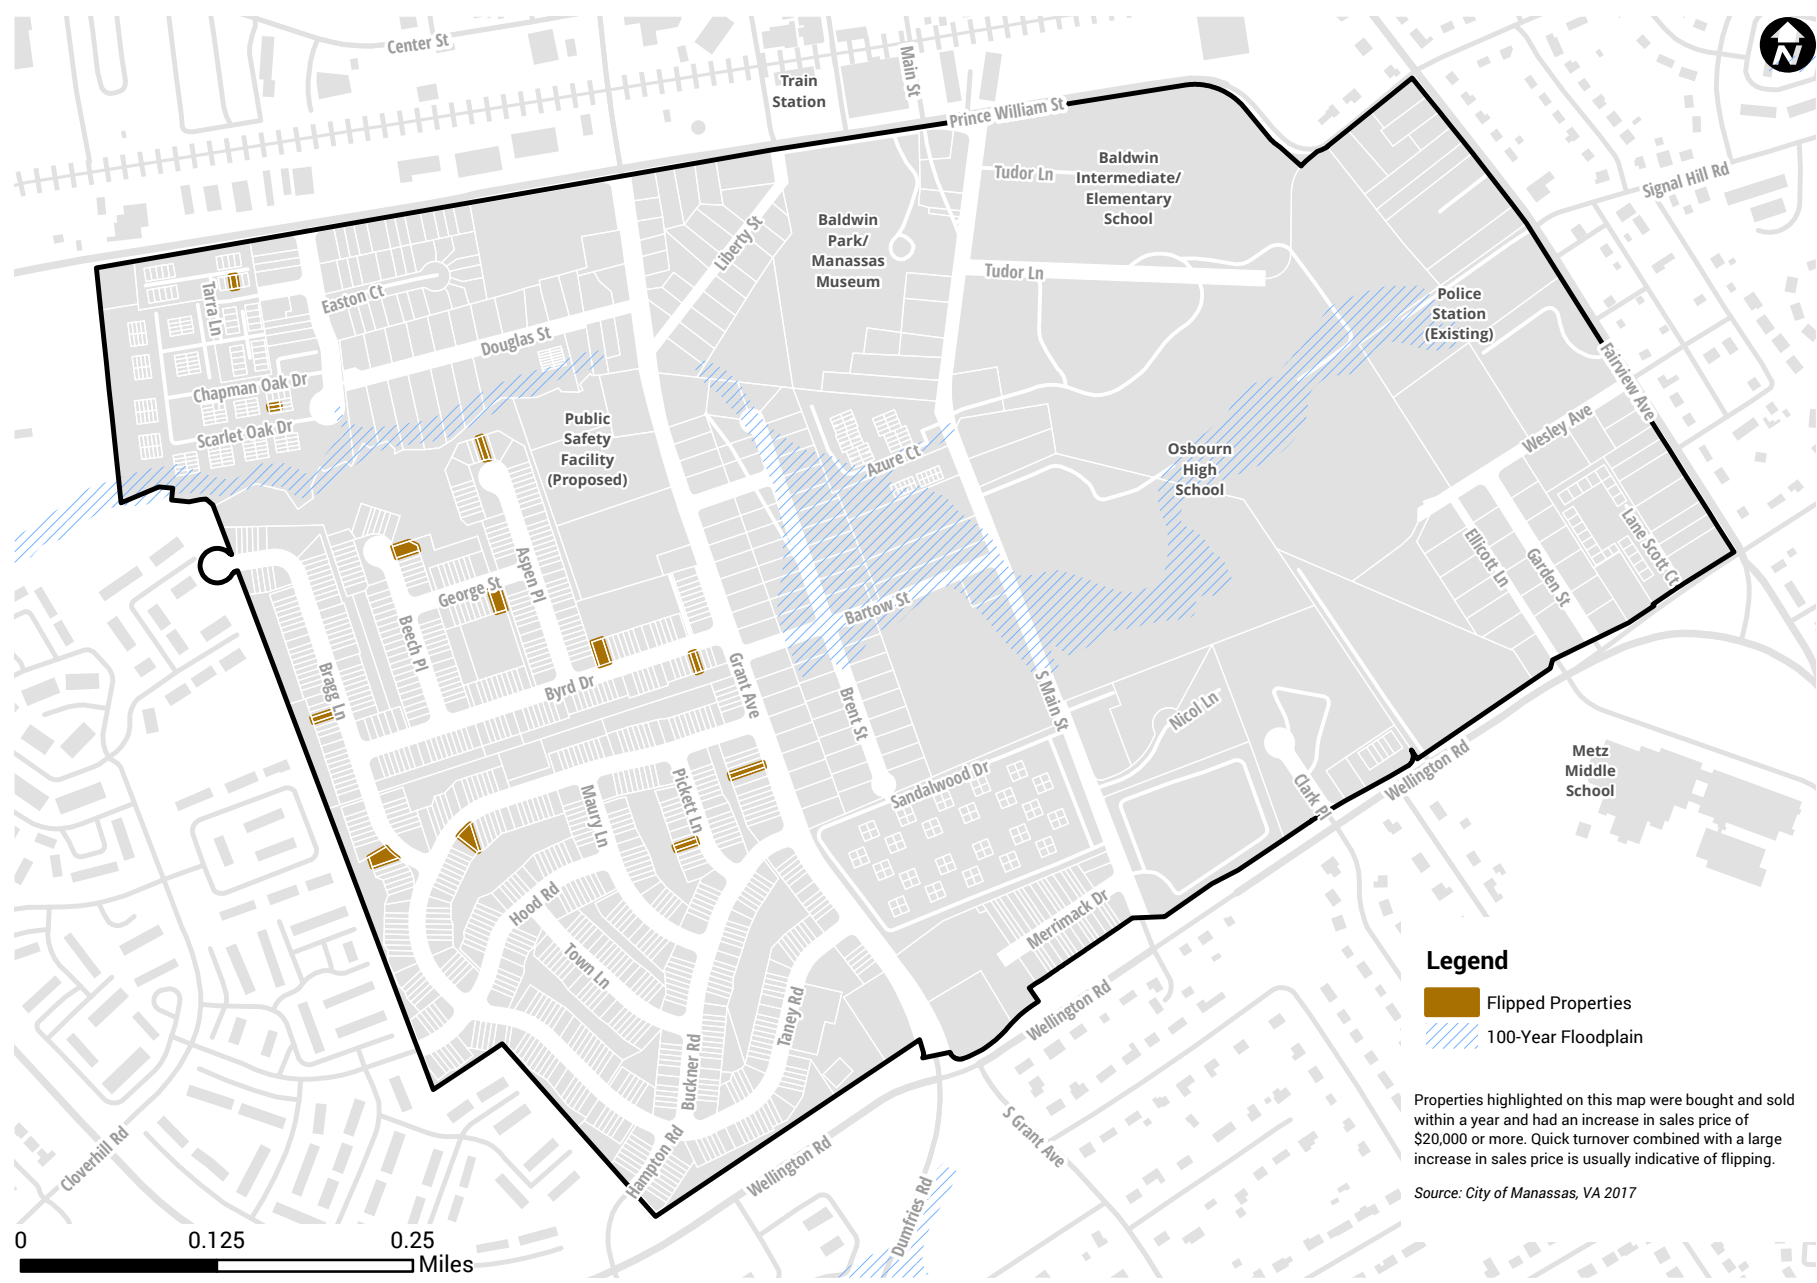 Center St
Main St
Train
Station
N
Prince William St
Tudor Ln
Baldwin
Intermediate/
Elementary
School
Signal Hill Rd
Liberty St
Baldwin
Park/
Manassas
Museum
Tudor Ln
Tarra Ln
Easton Ct
Police
Station
(Existing)
Douglas St
Fairview Ave
Chapman Oak Dr
Scarlet Oak Dr
Public
Safety
Facility
(Proposed)
Azure Ct
Osbourn
High
School
Wesley Ave
Lane Scott Ct
Ellicott Ln
Garden St
Aspen Pl
George St
Beech Pl
Bartow St
Bragg Ln
Byrd Dr
Grant Ave
Brent St
S Main St
Nicol Ln
Sandalwood Dr
Clark Pl
Wellington Rd
Metz
Middle
School
Maury Ln
Pickett Ln
Hood Rd
Merrimack Dr
Town Ln
Taney Rd
Wellington Rd
Buckner Rd
Hampton Rd
Wellington Rd
S Grant Ave
Dumfries Rd
Cloverhill Rd
Legend
Flipped Properties
100-Year Floodplain
Properties highlighted on this map were bought and sold
within a year and had an increase in sales price of
$20,000 or more. Quick turnover combined with a large
increase in sales price is usually indicative of flipping.
Source: City of Manassas, VA 2017
0 0.125 0.25
Miles